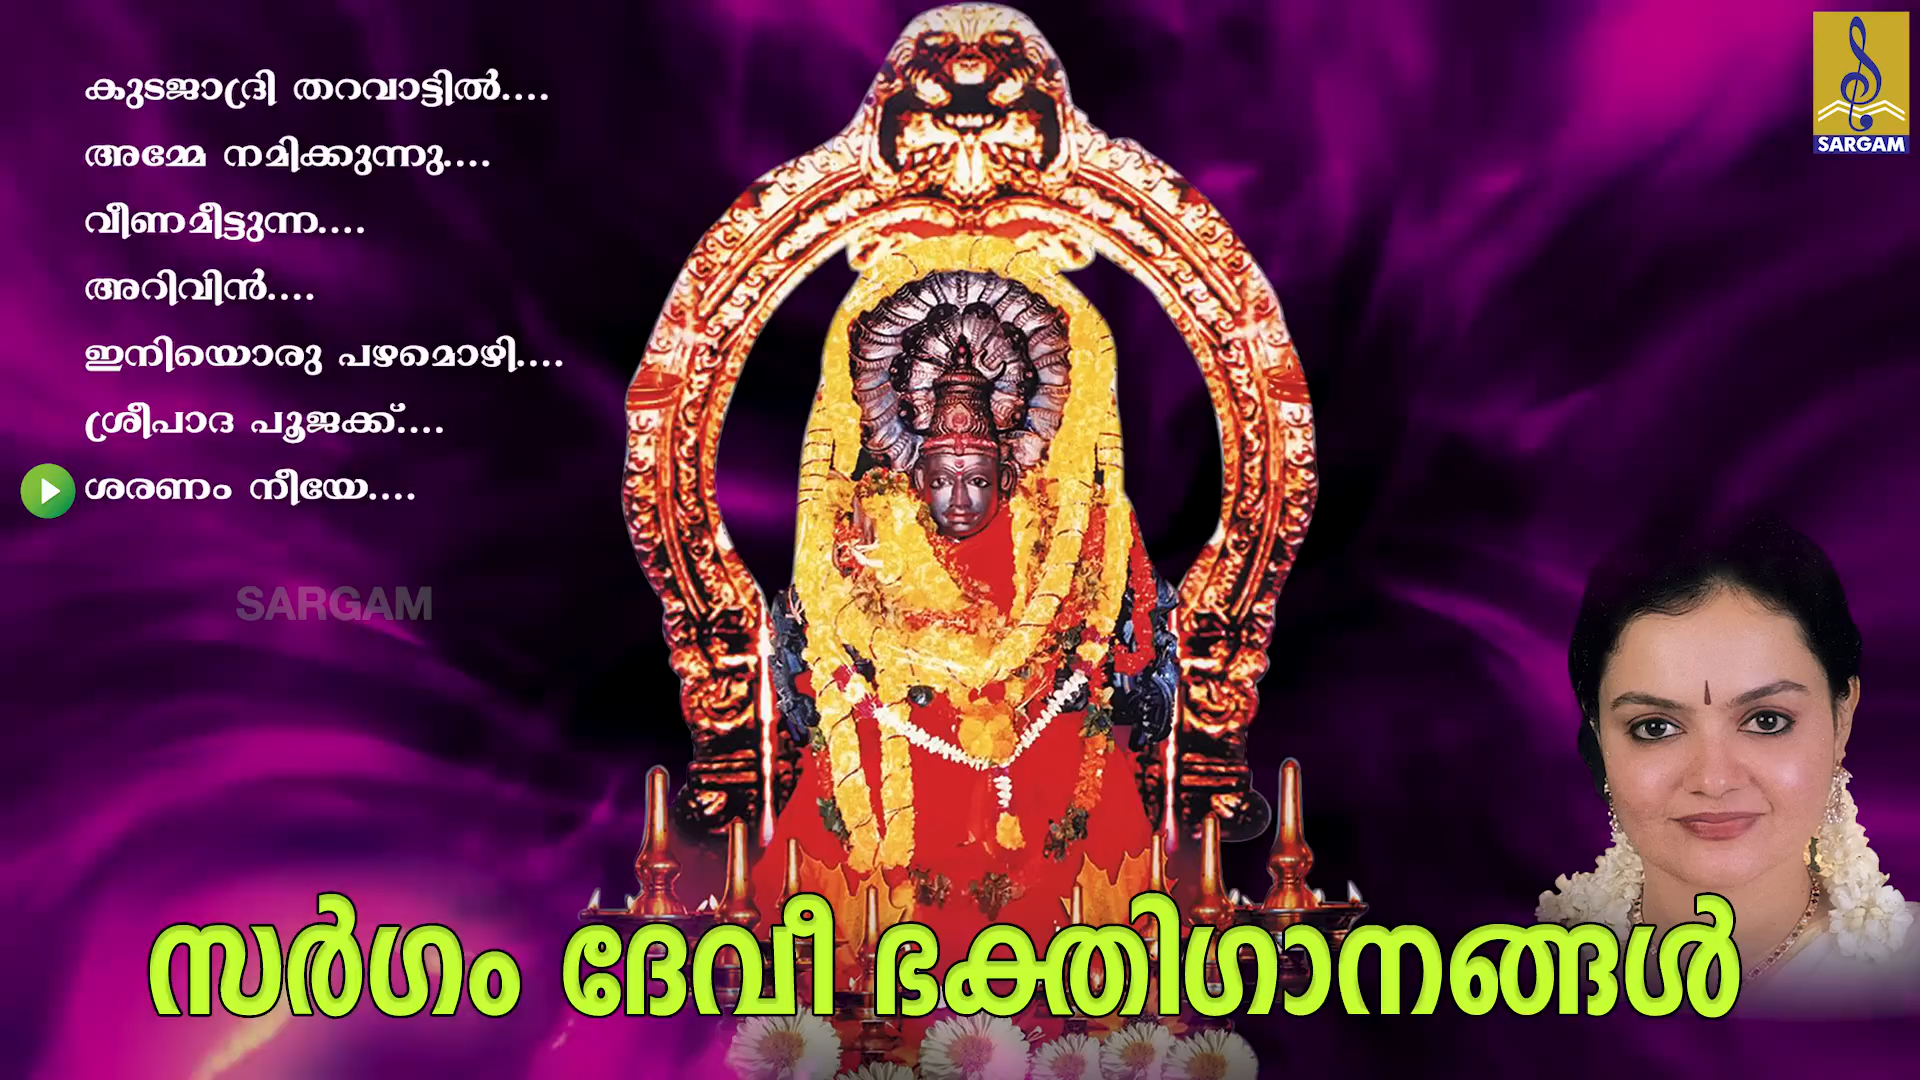 കുടജാദ്രി തറവാട്ടിൽ....
അമ്മേ നമിക്കുന്നു....
വീണമീട്ടുന്ന....
അറിവിൻ....
ഇനിയൊരു പഴമൊഴി....
ശ്രീപാദ പൂജക്ക്....
ശരണം നീയേ....
SARGAM
SARGAM
സർഗം ദേവീ ഭക്തിഗാനങ്ങൾ